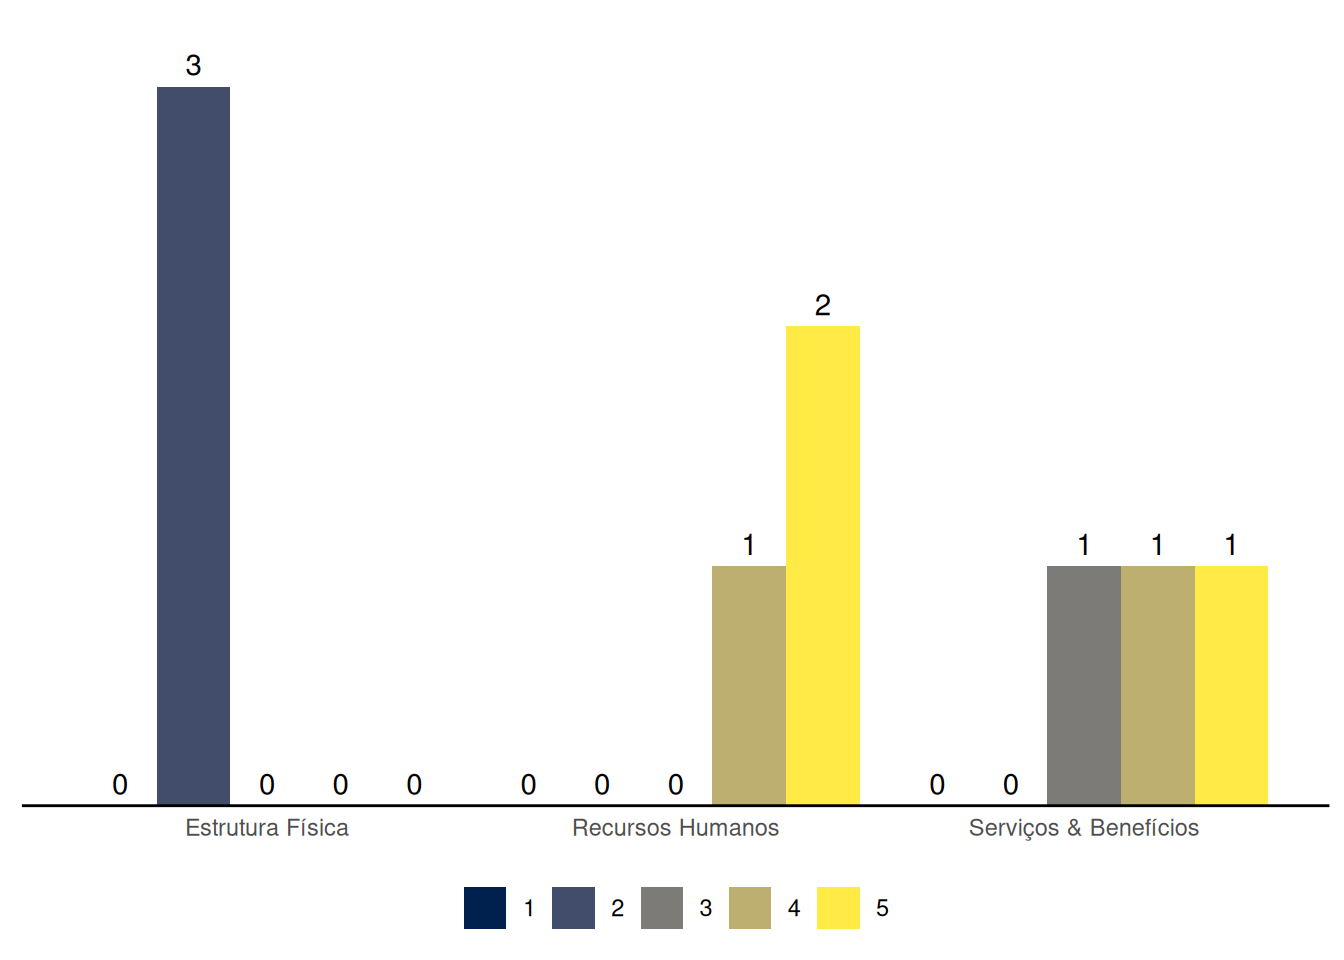 3
2
1 1 1 1
0 0 0 0 0 0 0 0 0
Estrutura Física Recursos Humanos Serviços & Benefícios
1 2 3 4 5